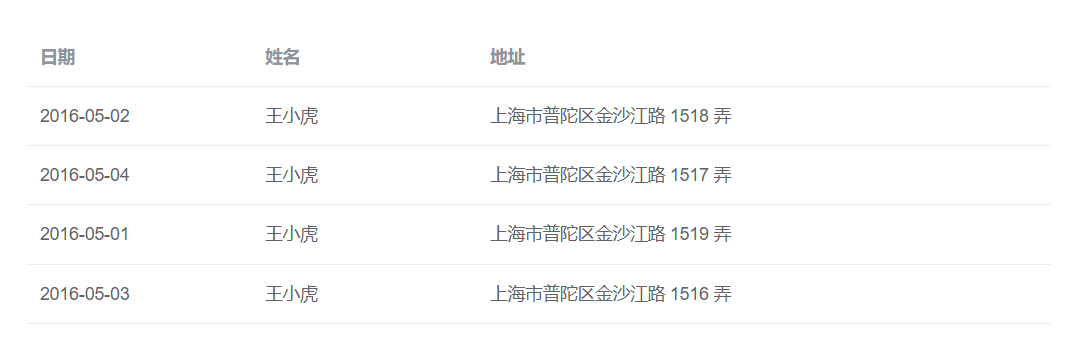 日期 姓名 地址
2016-05-02 王小虎 上海市普陀区金沙江路 1518 弄
2016-05-04 王小虎 上海市普陀区金沙江路 1517 弄
2016-05-01 王小虎 上海市普陀区金沙江路 1519 弄
2016-05-03 王小虎 上海市普陀区金沙江路 1516 弄